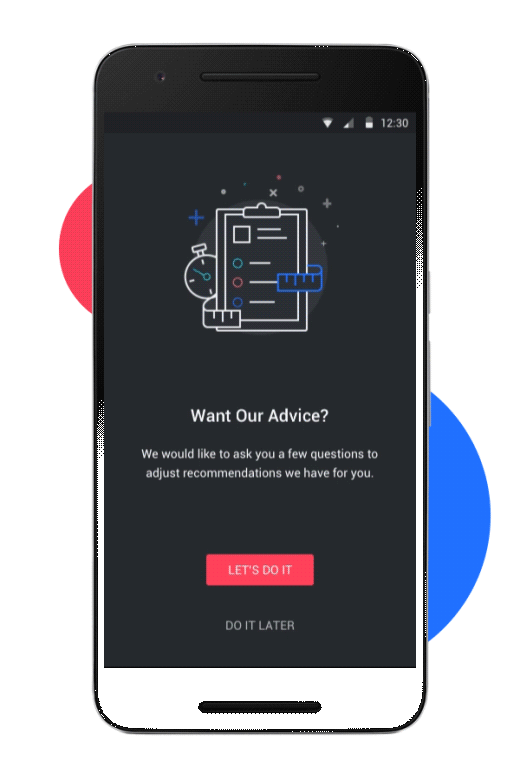 12:30
Want Our Advice?
We would like to ask you a few questions to
adjust recommendations we have for you.
LET'S DO IT
DO IT LATER